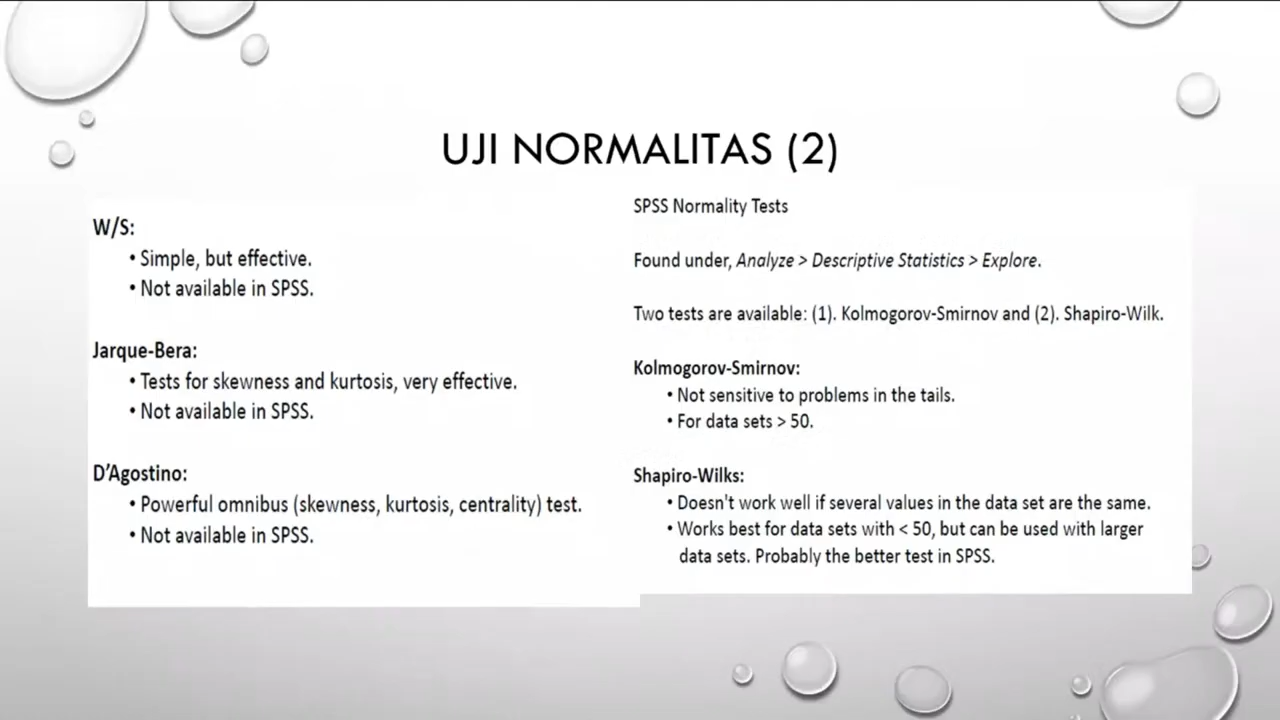 UJI NORMALITAS (2)
W/S:
• Simple, but effective.
• Not available in SPSS.
Jarque-Bera:
• Tests for skewness and kurtosis, very effective.
• Not available in SPSS.
D’Agostino:
• Powerful omnibus (skewness, kurtosis, centrality) test.
• Not available in SPSS.
SPSS Normality Tests
Found under, Analyze > Descriptive Statistics > Explore.
Two tests are available: (1). Kolmogorov-Smirnov and (2). Shapiro-Wilk.
Kolmogorov-Smirnov:
• Not sensitive to problems in the tails.
• For data sets > 50.
Shapiro-Wilks:
• Doesn't work well if several values in the data set are the same.
• Works best for data sets with < 50, but can be used with larger
data sets. Probably the better test in SPSS.